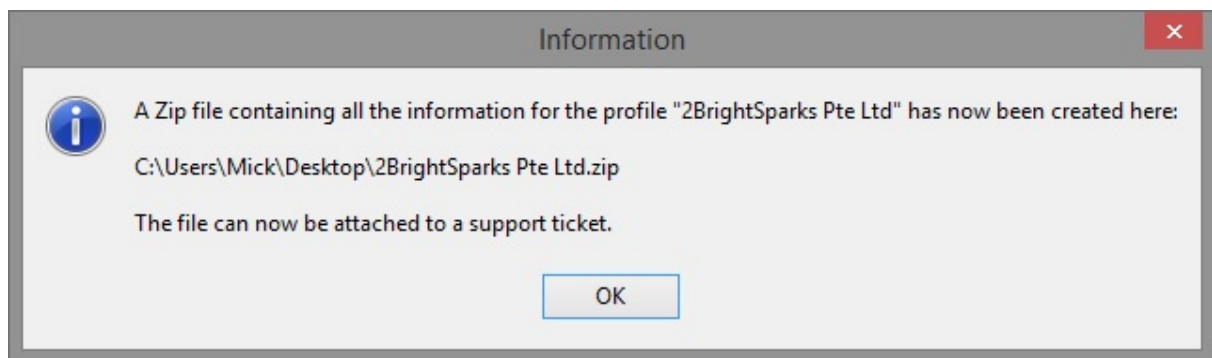 Information
A Zip file containing all the information for the profile "2BrightSparks Pte Ltd" has now been created here:
C:\Users\Mick\Desktop\2BrightSparks Pte Ltd.zip
The file can now be attached to a support ticket.
OK